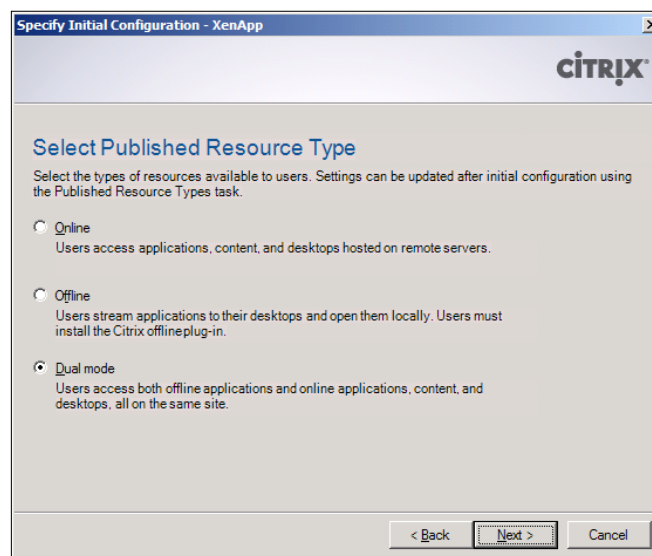 Specify Initial Configuration - XenApp
CİTRIX®
Select Published Resource Type
Select the types of resources available to users. Settings can be updated after initial configuration using
the Published Resource Types task.
Online
Users access applications, content, and desktops hosted on remote servers.
Offline
Users stream applications to their desktops and open them locally. Users must
install the Citrix offlineplug-in.
Dual mode
Users access both offline applications and online applications, content, and
desktops, all on the same site.
< Back Next > Cancel